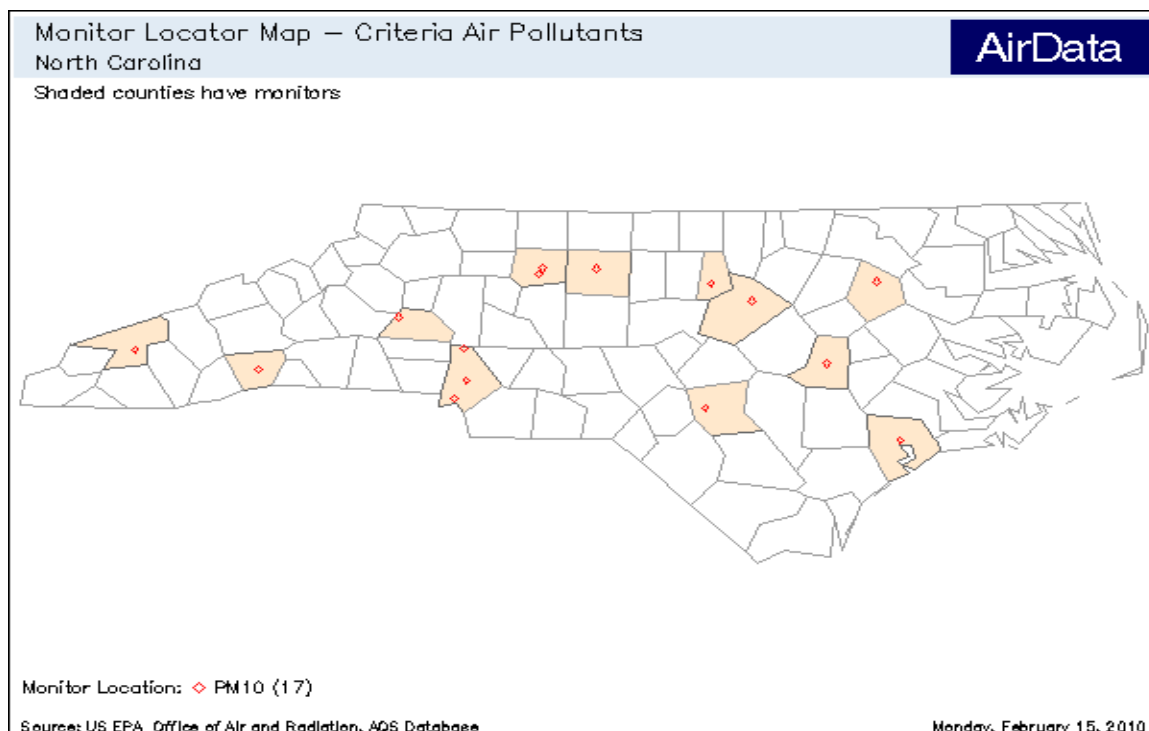 Monitor Locator Map – Criteria Air Pollutants
North Carolina
AirData
Shaded counties have monitors
Monitor Location: PM10 (17)
Source: US EPA Office of Air and Radiation, AQS Database
Monday, February 15, 2010